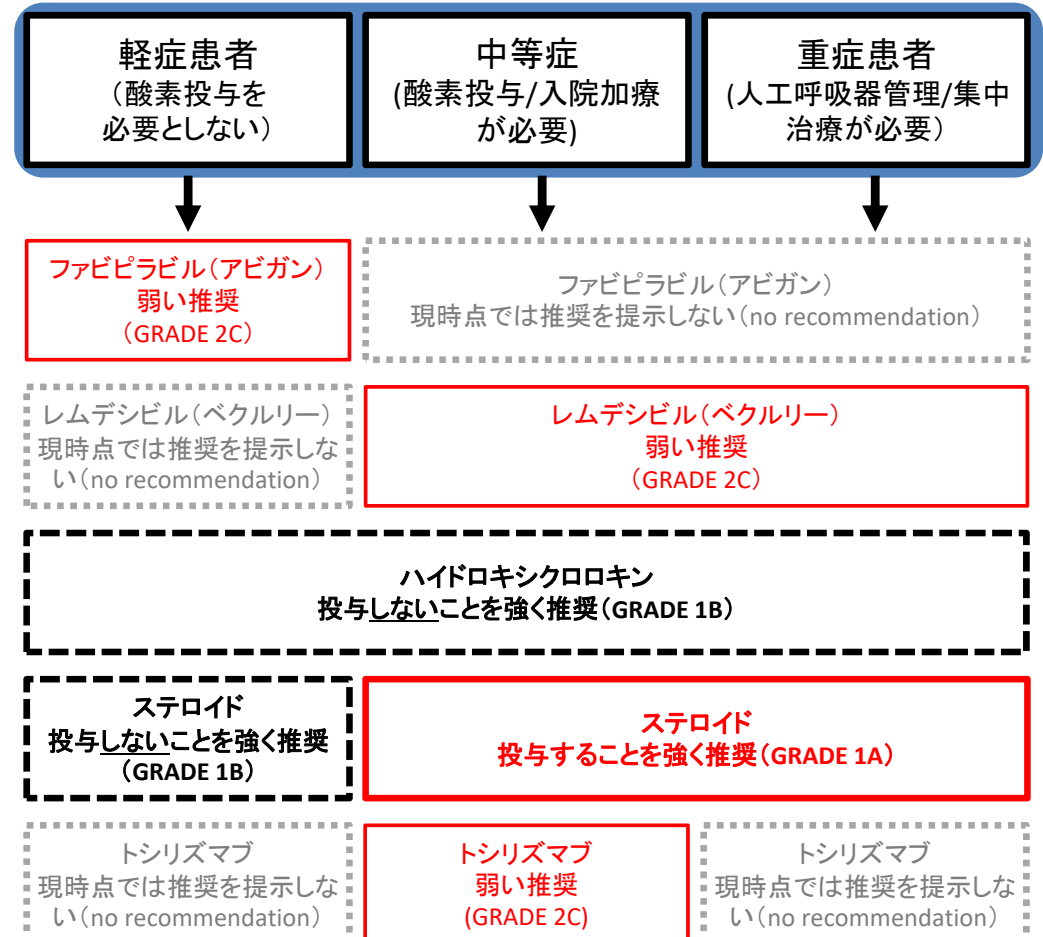 軽症患者
（酸素投与を
必要としない）
中等症
(酸素投与/入院加療
が必要)
重症患者
(人工呼吸器管理/集中
治療が必要）
ファビピラビル（アビガン）
弱い推奨
（GRADE 2C）
ファビピラビル（アビガン）
現時点では推奨を提示しない（no recommendation）
レムデシビル（ベクルリー）
現時点では推奨を提示しな
い（no recommendation）
レムデシビル（ベクルリー）
弱い推奨
（GRADE 2C）
ハイドロキシクロロキン
投与しないことを強く推奨（GRADE 1B）
ステロイド
投与しないことを強く推奨
（GRADE 1B）
ステロイド
投与することを強く推奨（GRADE 1A）
トシリズマブ
現時点では推奨を提示しな
い（no recommendation）
トシリズマブ
弱い推奨
(GRADE 2C)
トシリズマブ
現時点では推奨を提示しな
い（no recommendation）